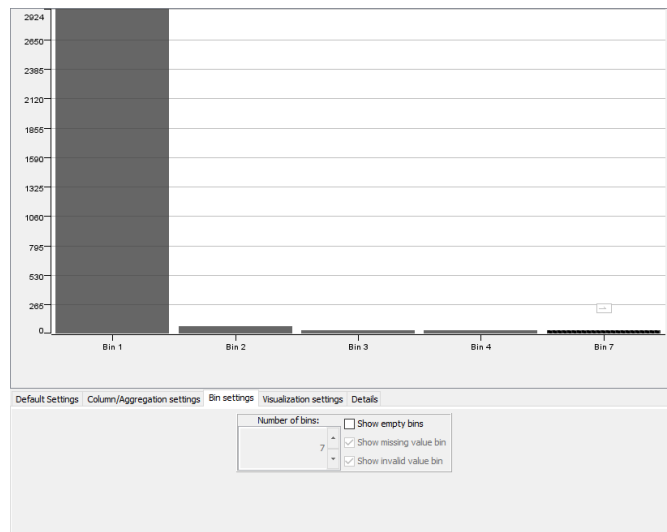 2924
2650
2385
2120
1855
1590
1325
1060
795
530
265
0
Bin 1 Bin 2 Bin 3 Bin 4 Bin 7
Default Settings Column/Aggregation settings Bin settings Visualization settings Details
Number of bins:
7
Show empty bins
Show missing value bin
Show invalid value bin